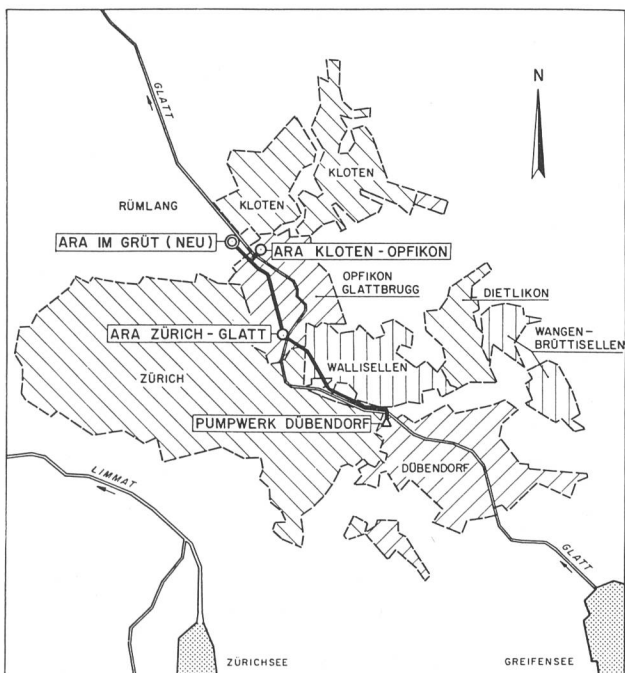 GLATT
N
KLOTEN
KLOTEN
RÜMLANG
ARA IM GRÜT (NEU)
ARA KLOTEN-OPFIKON
OPFIKON
GLATTBRUGG
DIETLIKON
ARA ZÜRICH-GLATT
WANGEN-
BRÜTTISELLEN
WALLISELLEN
ZÜRICH
PUMPWERK DÜBENDORF
DÜBENDORF
LIMMAT
GLATT
ZÜRICHSEE
GREIFENSEE